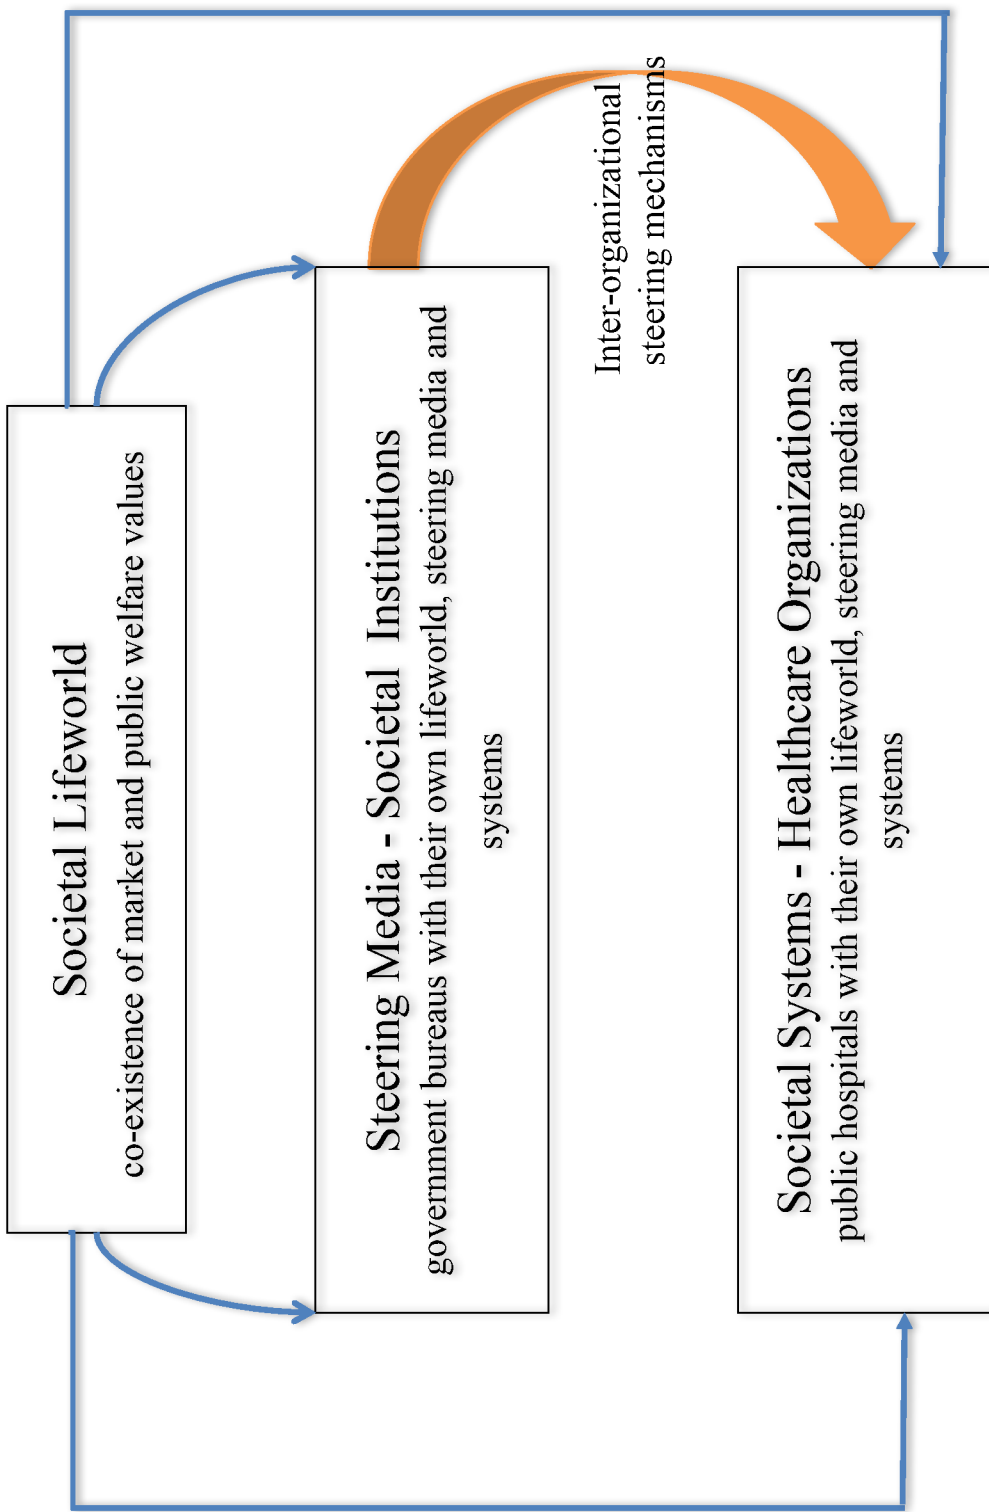 Societal Lifeworld
co-existence of market and public welfare values
Steering Media - Societal  Institutions
government bureaus with their own lifeworld, steering media and
systems
Inter-organizational
steering mechanisms
Societal Systems - Healthcare Organizations
public hospitals with their own lifeworld, steering media and
systems